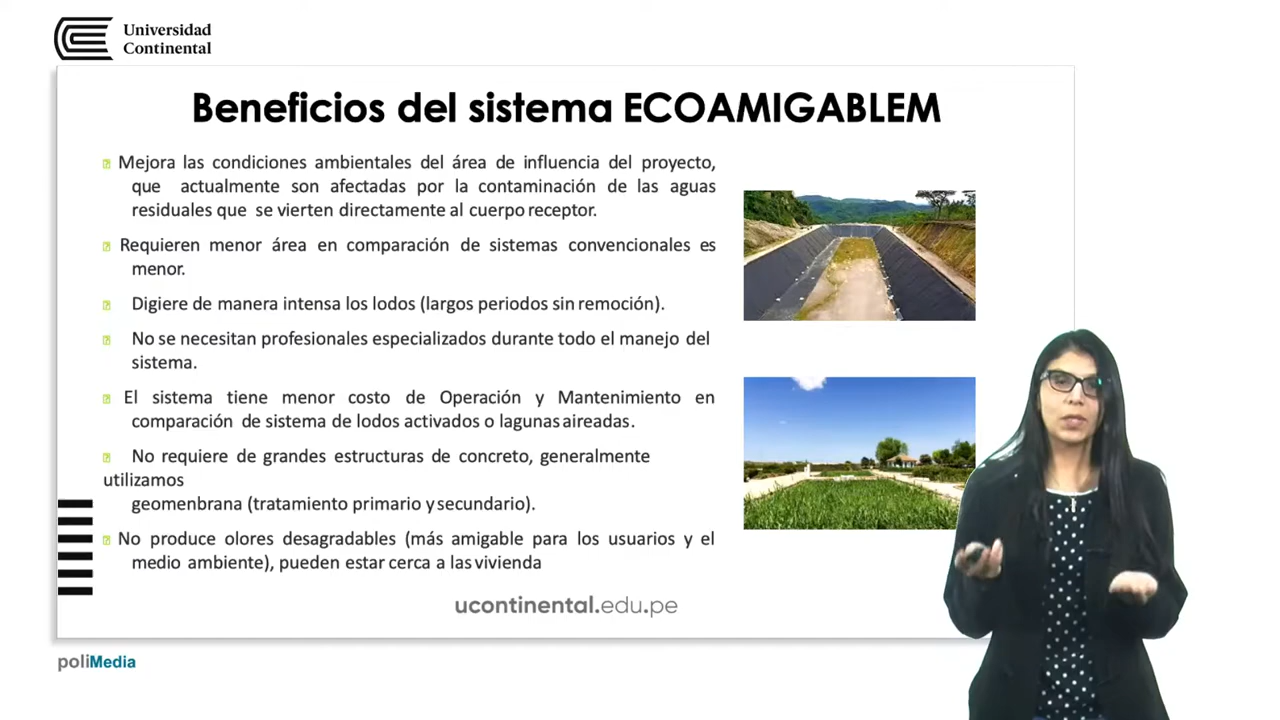 Universidad
Continental
Beneficios del sistema ECOAMIGABLEM
Mejora las condiciones ambientales del área de influencia del proyecto,
que actualmente son afectadas por la contaminación de las aguas
residuales que se vierten directamente al cuerpo receptor.
Requieren menor área en comparación de sistemas convencionales es
menor.
Digiere de manera intensa los lodos (largos periodos sin remoción).
No se necesitan profesionales especializados durante todo el manejo del
sistema.
El sistema tiene menor costo de Operación y Mantenimiento en
comparación de sistema de lodos activados o lagunas aireadas.
No requiere de grandes estructuras de concreto, generalmente
utilizamos
geomenbrana (tratamiento primario y secundario).
No produce olores desagradables (más amigable para los usuarios y el
medio ambiente), pueden estar cerca a las vivienda
ucontinental.edu.pe
poliMedia